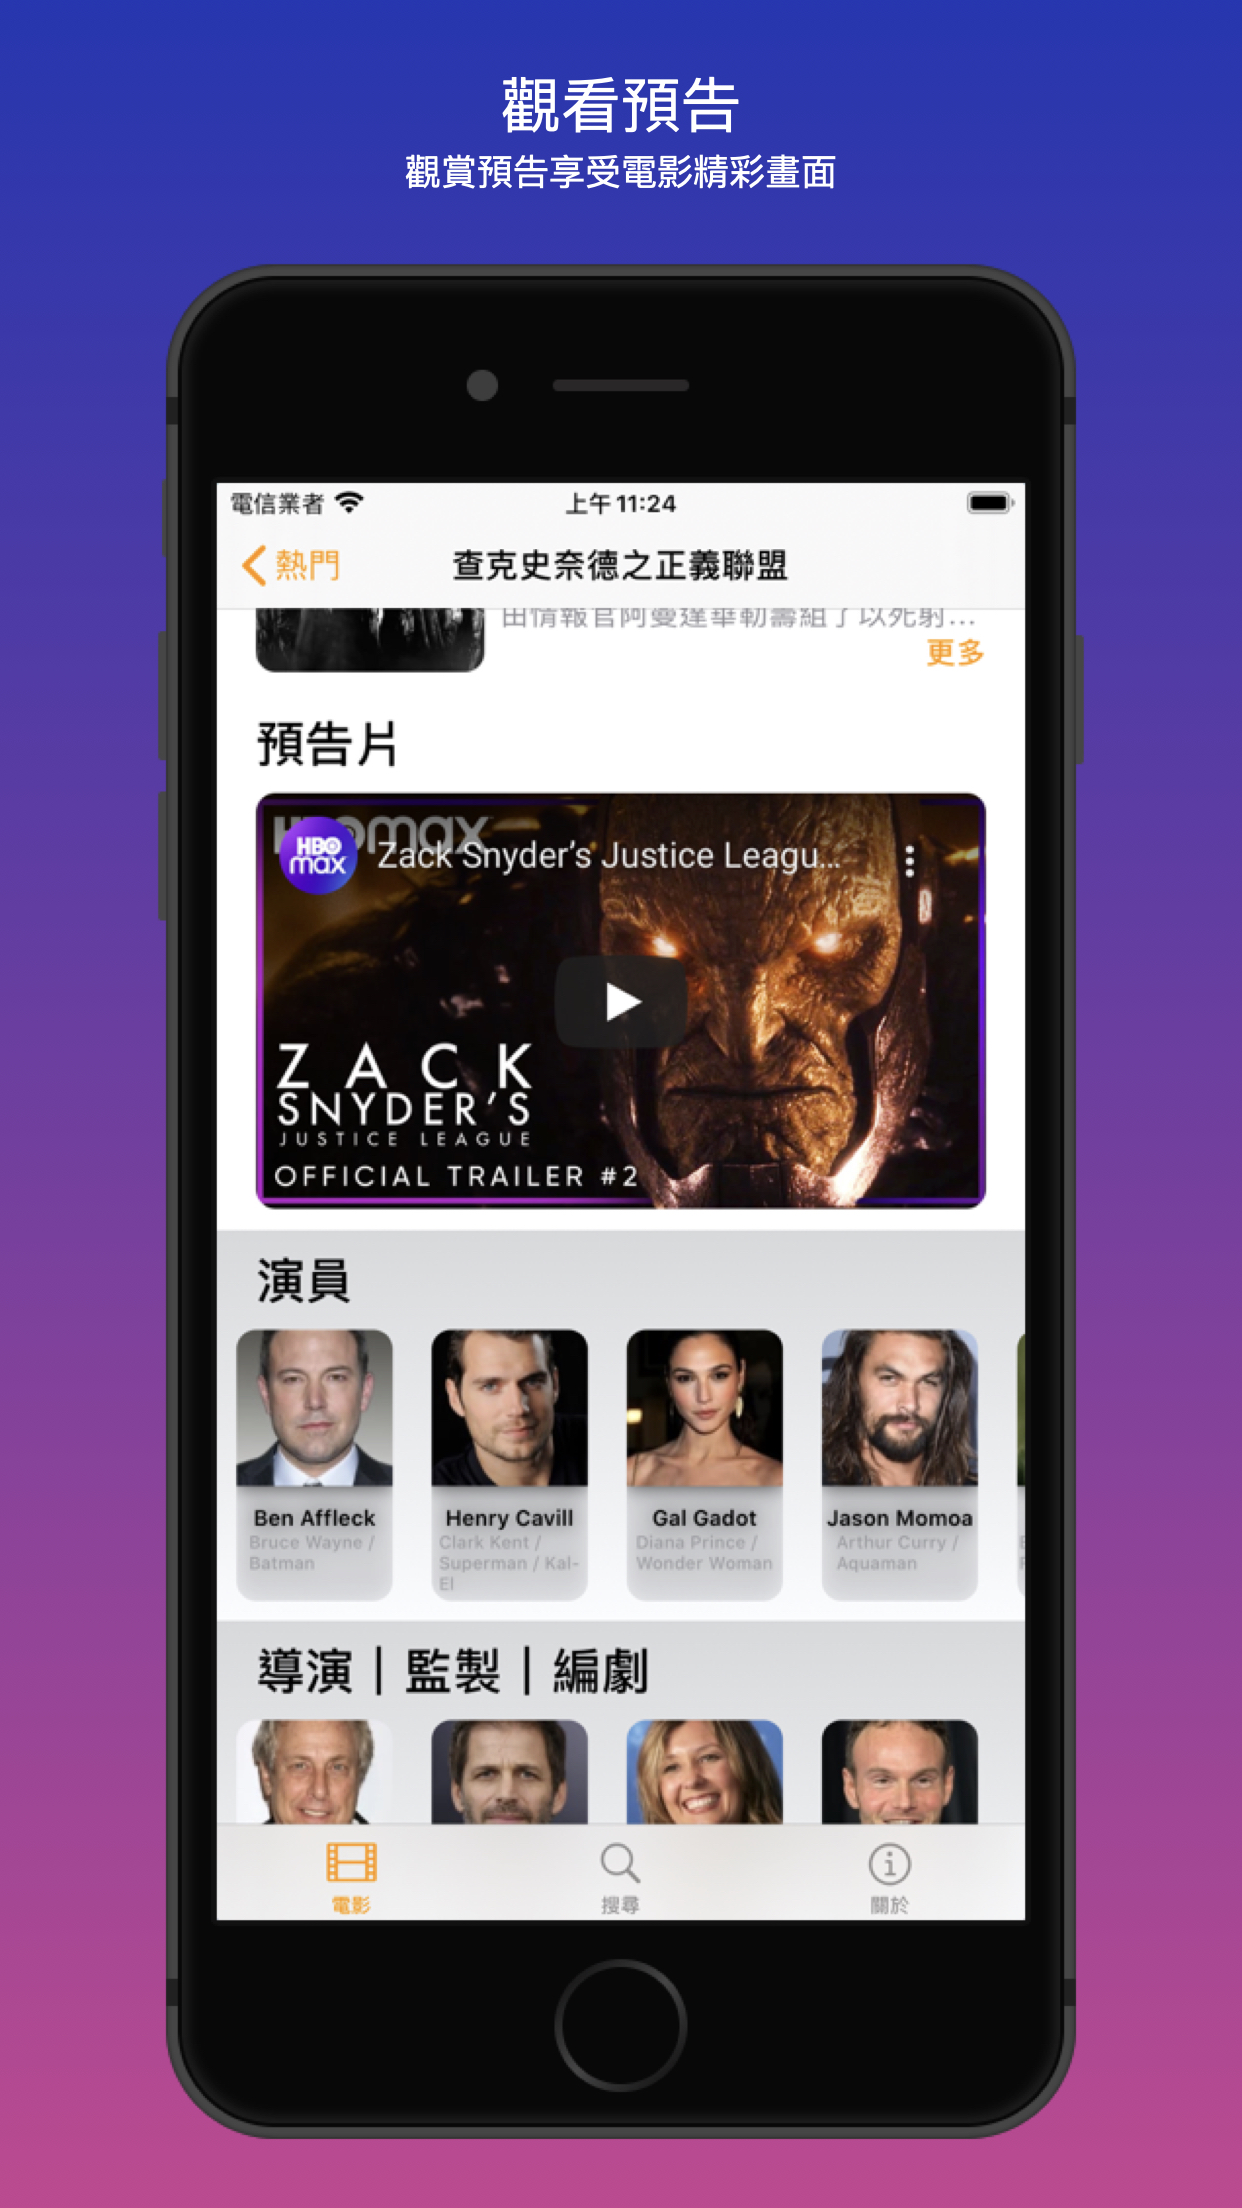 觀看預告
觀賞預告享受電影精彩畫面
電信業者 上午 11:24
熱門 查克史奈德之正義聯盟
由情報官阿曼達華勒籌組了以死射...
更多
預告片
HBO max
HBO max Zack Snyder's Justice Leagu...
ZACK
SNYDER'S
JUSTICE LEAGUE
OFFICIAL TRAILER #2
演員
Ben Affleck Henry Cavill Gal Gadot Jason Momoa
Bruce Wayne / Clark Kent / Diana Prince / Arthur Curry /
Batman Superman / Kal- Wonder Woman Aquaman
El
導演｜監製｜編劇
電影 搜尋 關於